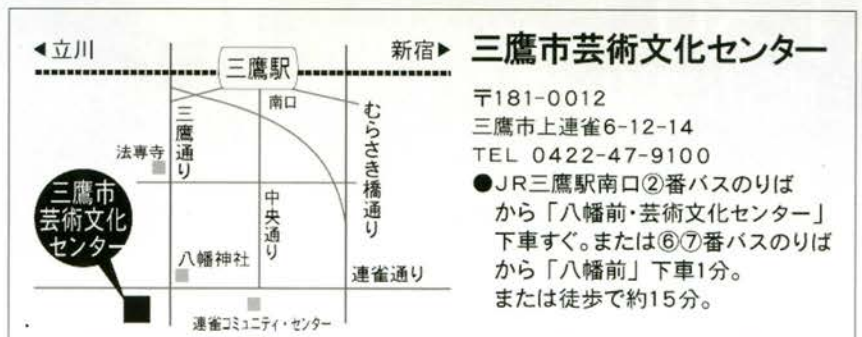 ◀立川
新宿▶
三鷹駅
南口
三鷹通り
むらさき橋通り
法専寺
中央通り
三鷹市
芸術文化
センター
八幡神社
連雀通り
連雀コミュニティ・センター
三鷹市芸術文化センター
〒181-0012
三鷹市上連雀6-12-14
TEL 0422-47-9100
●JR三鷹駅南口②番バスのりば
から「八幡前・芸術文化センター」
下車すぐ。または⑥⑦番バスのりば
から「八幡前」下車1分。
または徒歩で約15分。